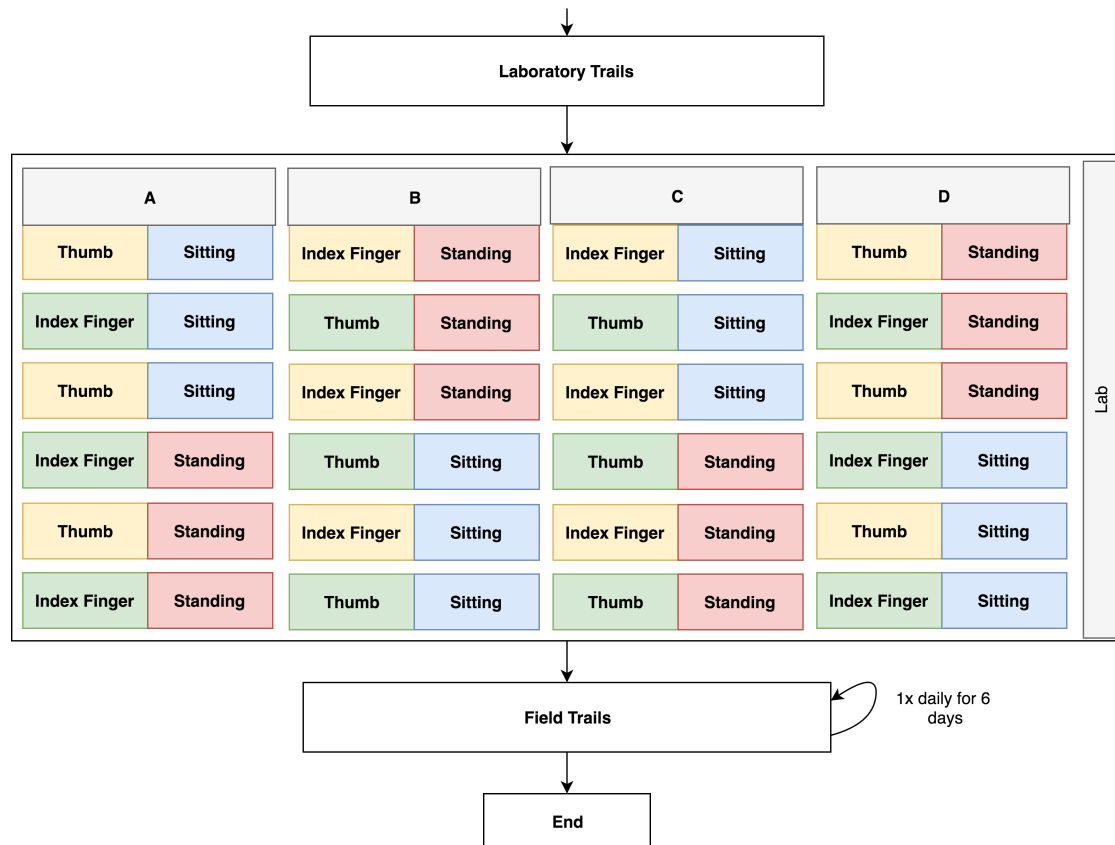 Laboratory Trails
A B C D
Thumb Sitting Index Finger Standing Index Finger Sitting Thumb Standing
Index Finger Sitting Thumb Standing Thumb Sitting Index Finger Standing
Thumb Sitting Index Finger Standing Index Finger Sitting Thumb Standing
Index Finger Standing Thumb Sitting Thumb Standing Index Finger Sitting
Thumb Standing Index Finger Sitting Index Finger Standing Thumb Sitting
Index Finger Standing Thumb Sitting Thumb Standing Index Finger Sitting
Lab
Field Trails
1x daily for 6
days
End